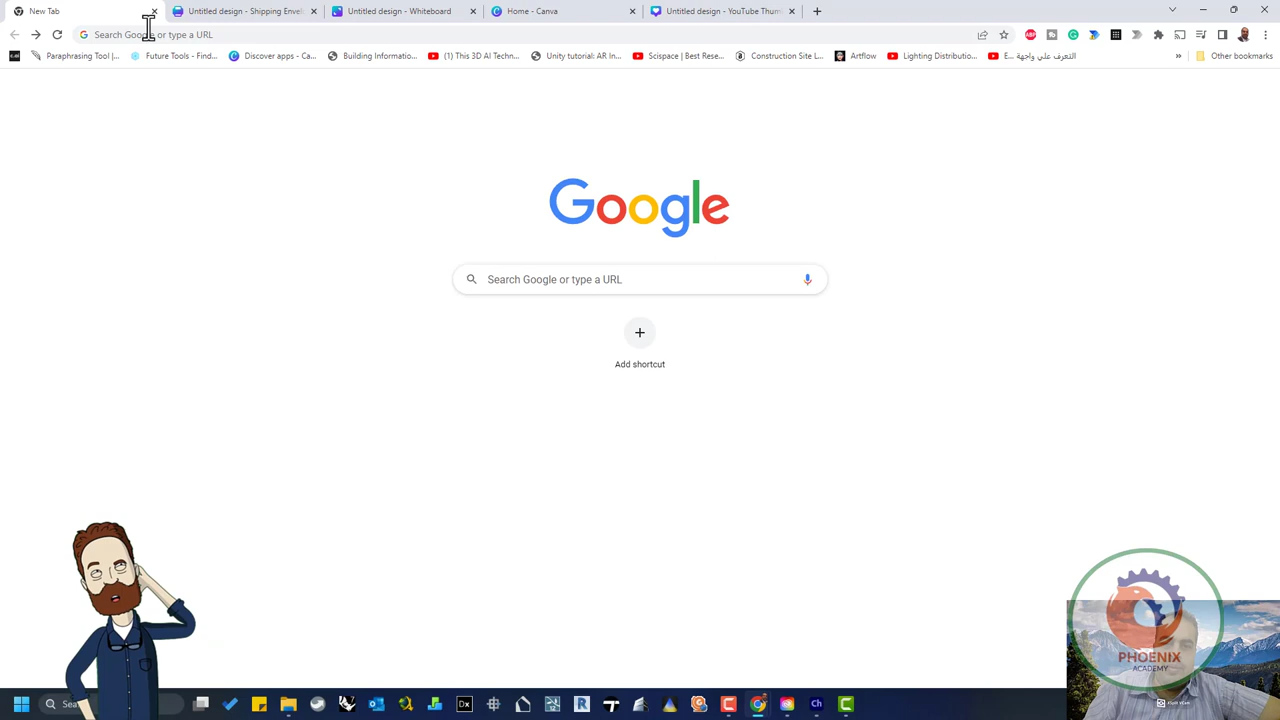 New Tab
Untitled design - Shipping Envel
Untitled design - Whiteboard
Home - Canva
Untitled design - YouTube Thum
Search Google or type a URL
Paraphrasing Tool |...
Future Tools - Find...
Discover apps - Ca...
Building Informatio...
(1) This 3D AI Techn...
Unity tutorial: AR In...
Scispace | Best Rese...
Construction Site L...
Artflow
Lighting Distributio...
E... التعرف علي واجهة
Other bookmarks
Google
Search Google or type a URL
Add shortcut
PHOENIX
ACADEMY